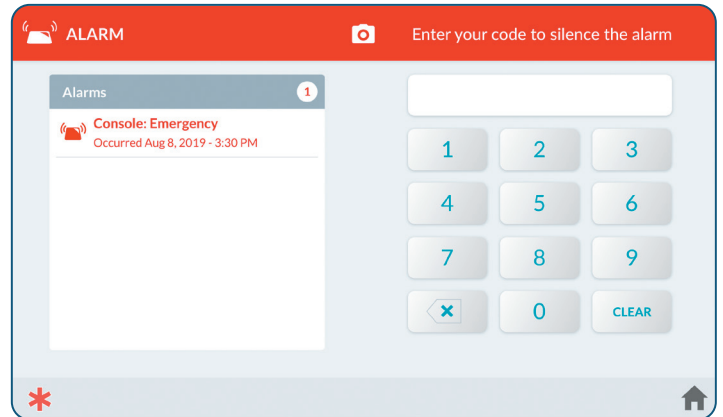 ALARM
Enter your code to silence the alarm
Alarms 1
Console: Emergency
Occurred Aug 8, 2019 - 3:30 PM
1 2 3
4 5 6
7 8 9
0 CLEAR